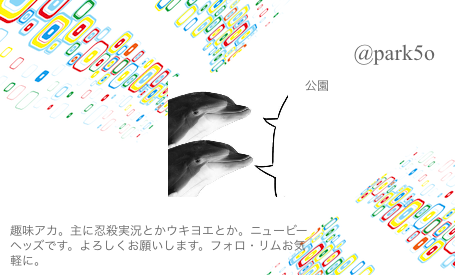 @park5o
公園
趣味アカ。主に忍殺実況とかウキヨエとか。ニュービー
ヘッズです。よろしくお願いします。フォロ・リムお気
軽に。